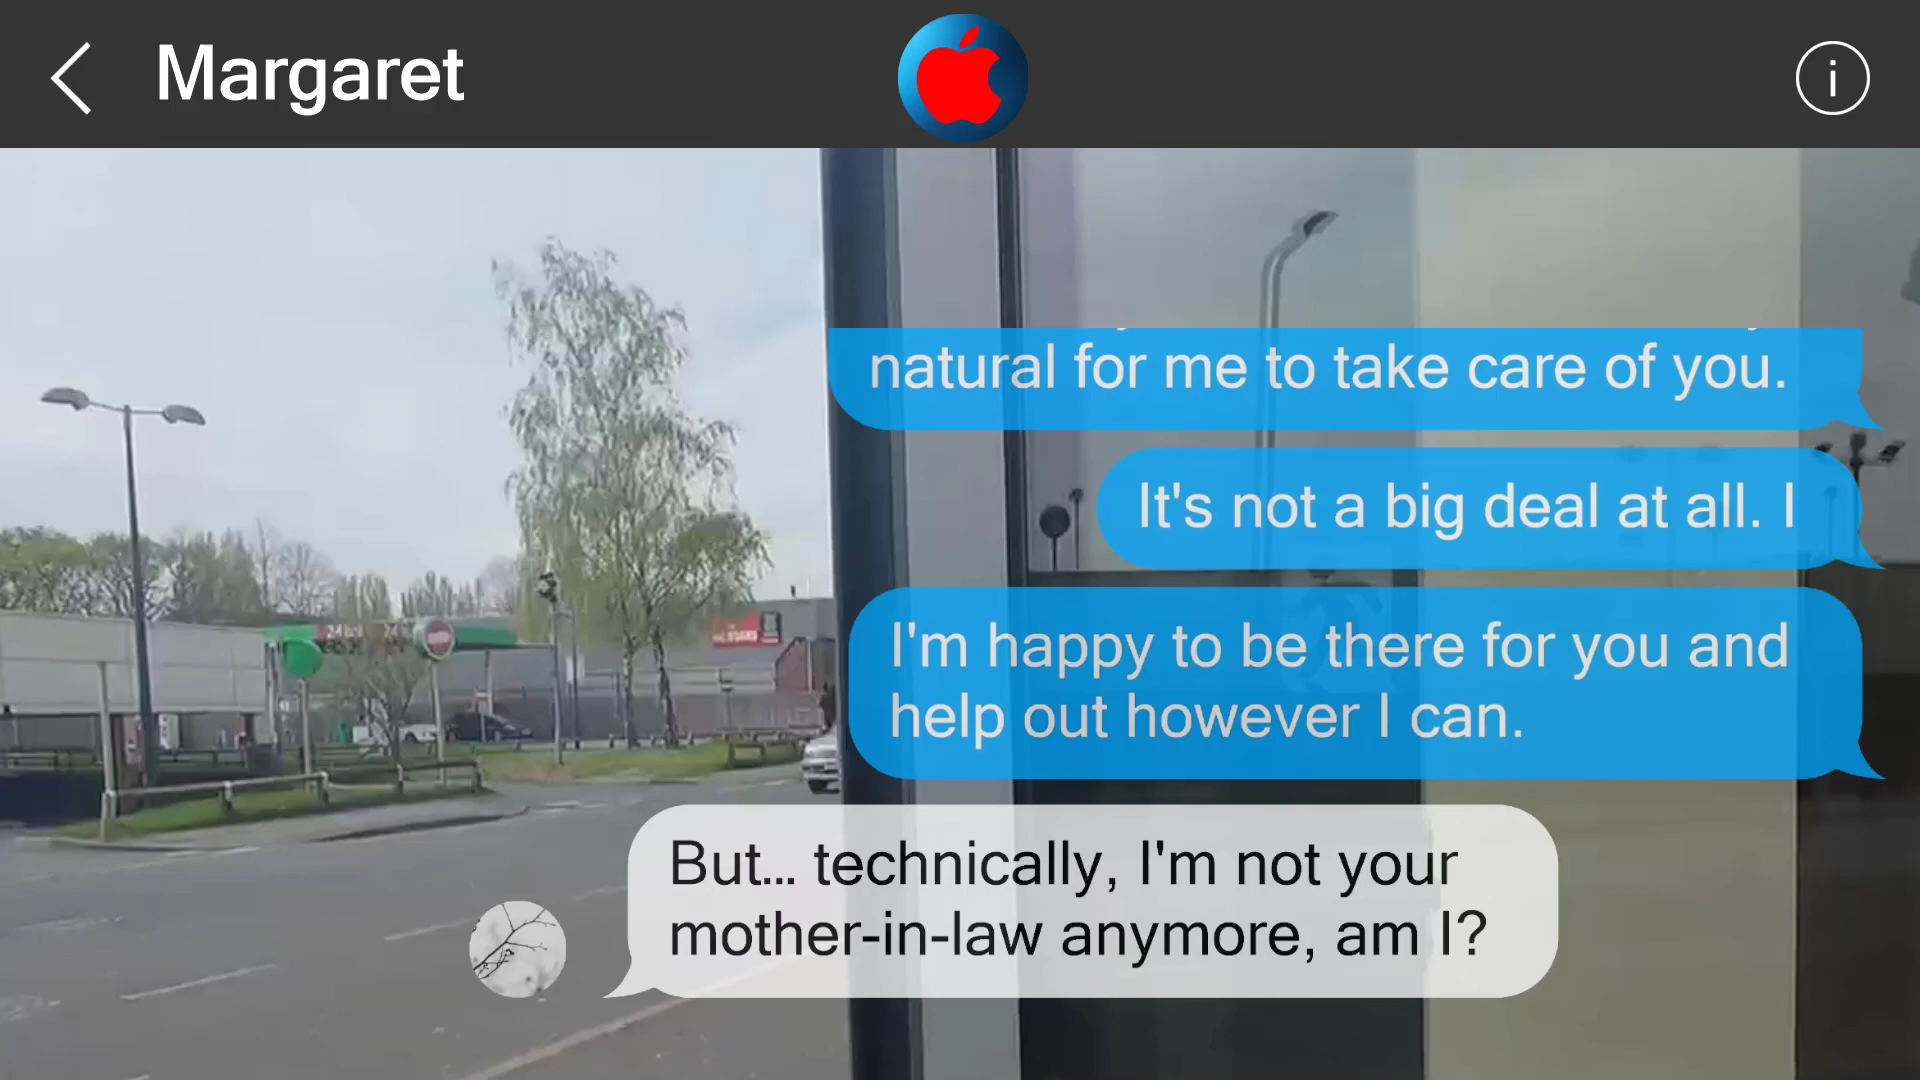 Margaret
i
natural for me to take care of you.
It's not a big deal at all. I
I'm happy to be there for you and
help out however I can.
But... technically, I'm not your
mother-in-law anymore, am I?